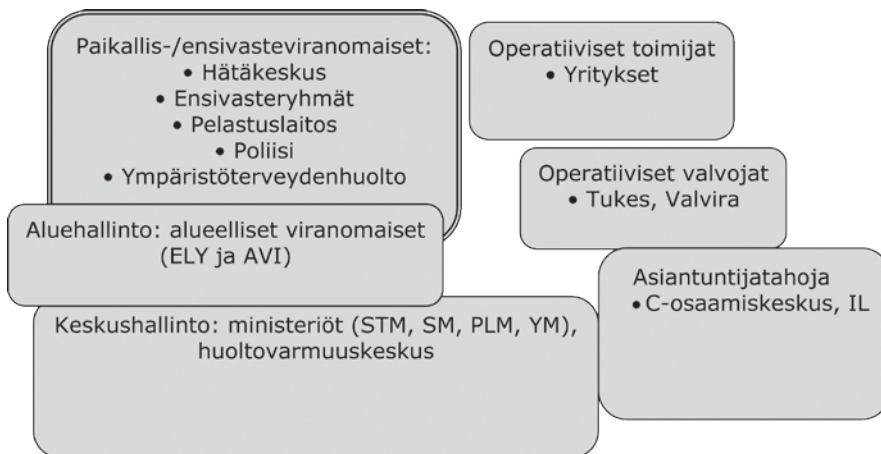 Paikallis-/ensivasteviranomaiset:
• Hätäkeskus
• Ensivasteryhmät
• Pelastuslaitos
• Poliisi
• Ympäristöterveydenhuolto
Operatiiviset toimijat
• Yritykset
Operatiiviset valvojat
• Tukes, Valvira
Aluehallinto: alueelliset viranomaiset
(ELY ja AVI)
Asiantuntijatahoja
• C-osaamiskeskus, IL
Keskushallinto: ministeriöt (STM, SM, PLM, YM),
huoltovarmuuskeskus